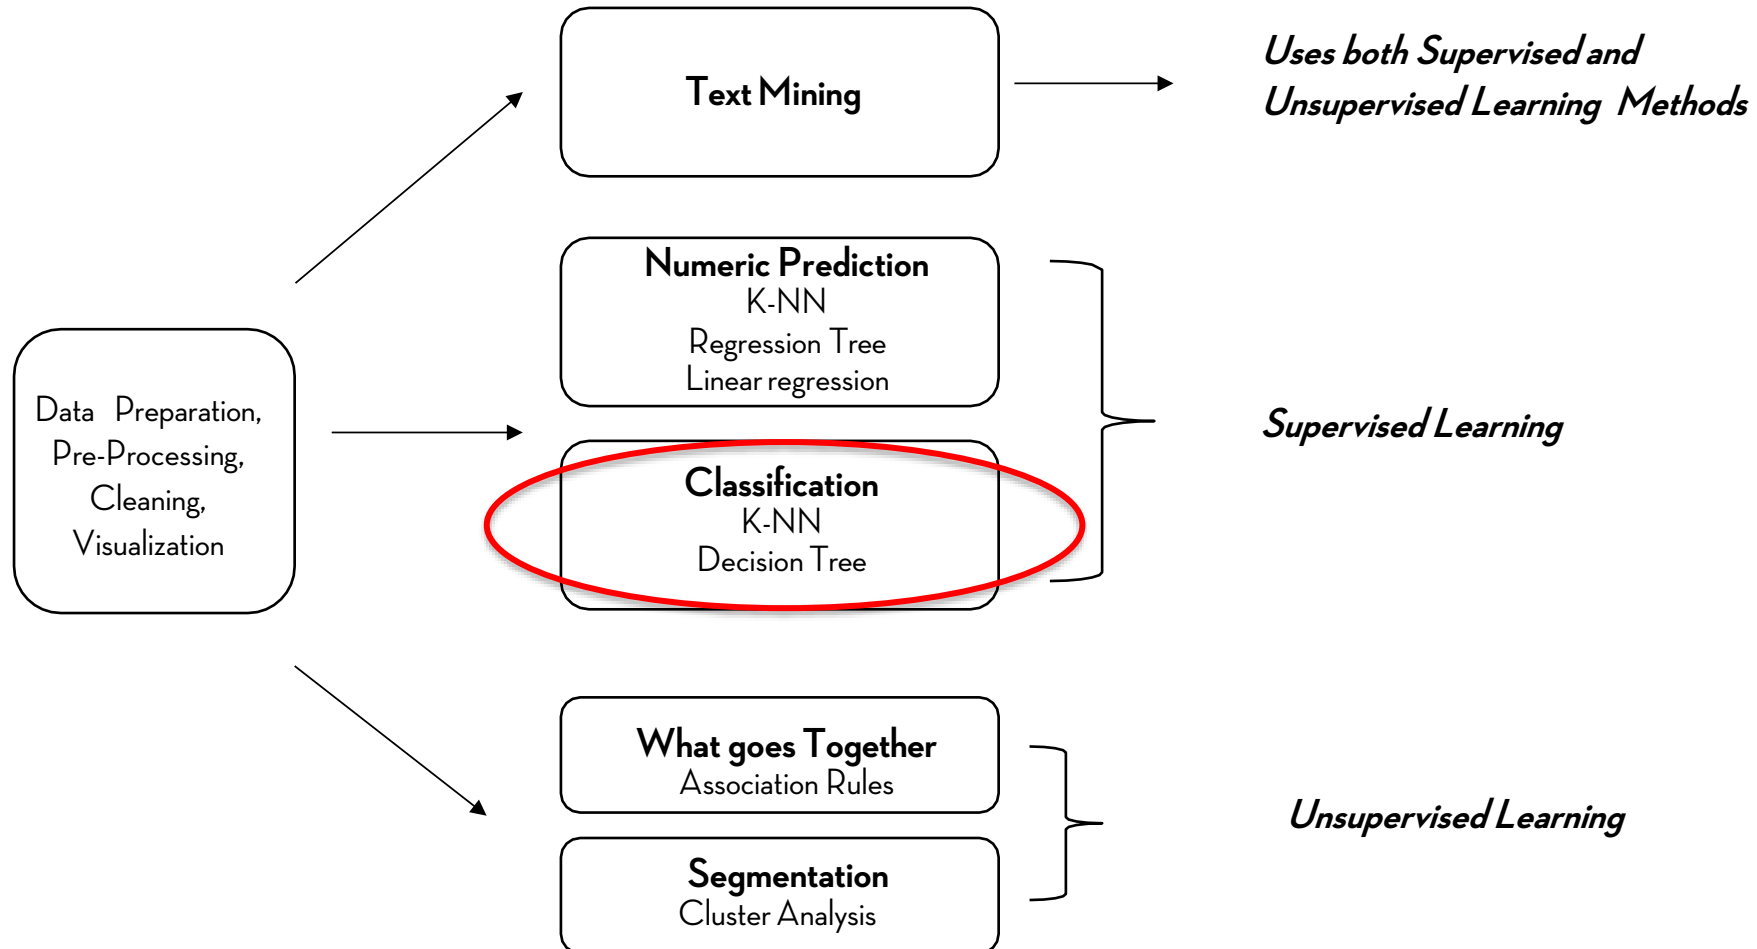 Text Mining
Uses both Supervised and
Unsupervised Learning Methods
Numeric Prediction
K-NN
Regression Tree
Linear regression
Data Preparation,
Pre-Processing,
Cleaning,
Visualization
Supervised Learning
Classification
K-NN
Decision Tree
What goes Together
Association Rules
Unsupervised Learning
Segmentation
Cluster Analysis